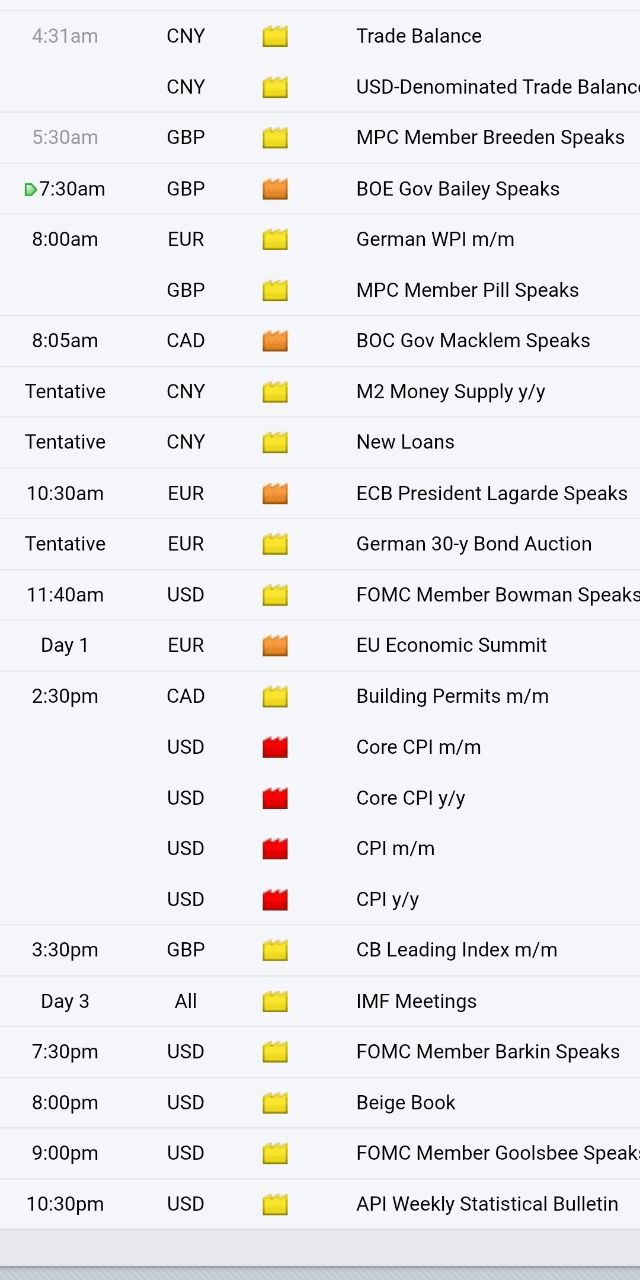 4:31am CNY Trade Balance
CNY USD-Denominated Trade Balanc
5:30am GBP MPC Member Breeden Speaks
7:30am GBP BOE Gov Bailey Speaks
8:00am EUR German WPI m/m
GBP MPC Member Pill Speaks
8:05am CAD BOC Gov Macklem Speaks
Tentative CNY M2 Money Supply y/y
Tentative CNY New Loans
10:30am EUR ECB President Lagarde Speaks
Tentative EUR German 30-y Bond Auction
11:40am USD FOMC Member Bowman Speaks
Day 1 EUR EU Economic Summit
2:30pm CAD Building Permits m/m
USD Core CPI m/m
USD Core CPI y/y
USD CPI m/m
USD CPI y/y
3:30pm GBP CB Leading Index m/m
Day 3 All IMF Meetings
7:30pm USD FOMC Member Barkin Speaks
8:00pm USD Beige Book
9:00pm USD FOMC Member Goolsbee Speak
10:30pm USD API Weekly Statistical Bulletin